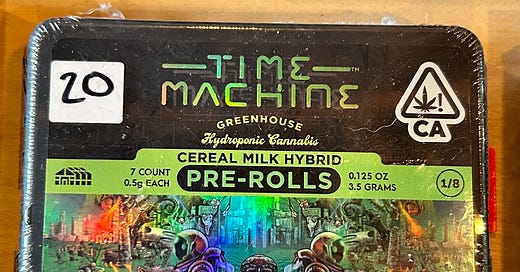 20
TIME
MACHINE™
GREENHOUSE
Hydroponic Cannabis
CA
CEREAL MILK HYBRID
7 COUNT
0.5g EACH
PRE-ROLLS
0.125 OZ
3.5 GRAMS
1/8